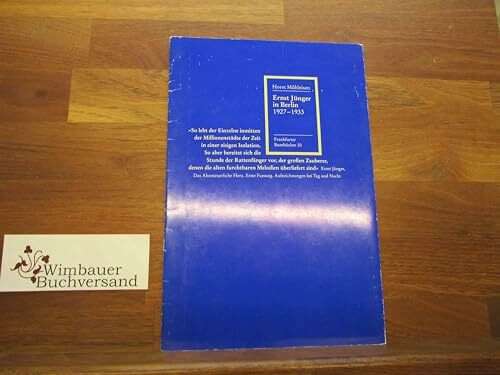 Horst Mühleisen
Ernst Jünger
in Berlin
1927–1933
Frankfurter
Buntbücher 20
»So lebt der Einzelne inmitten
der Millionenstädte der Zeit
in einer eisigen Isolation.
So aber bereitet sich die
Stunde der Rattenfänger vor, der großen Zauberer,
denen die alten furchtbaren Melodien überliefert sind« Ernst Jünger,
Das Abenteuerliche Herz. Erste Fassung. Aufzeichnungen bei Tag und Nacht
Wimbauer
Buchversand